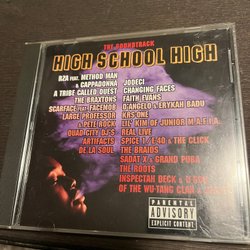 THE SOUNDTRACK
HIGH SCHOOL HIGH
RZA FEAT. METHOD MAN
& CAPPADONNA
JODECI
A TRIBE CALLED QUEST
CHANGING FACES
THE BRAXTONS
FAITH EVANS
SCARFACE FEAT. FACEMOB
D'ANGELO & ERYKAH BADU
LARGE PROFESSOR
KRS ONE
& PETE ROCK
LIL' KIM OF JUNIOR M.A.F.I.A.
QUAD CITY DJ'S
REAL LIVE
ARTIFACTS
SPICE 1 / E-40 & THE CLICK
DE LA SOUL
THE BRAIDS
SADAT X & GRAND PUBA
THE ROOTS
INSPECTAH DECK &
OF THE WU-TANG CLAN &
PARENTAL
ADVISORY
EXPLICIT CONTENT